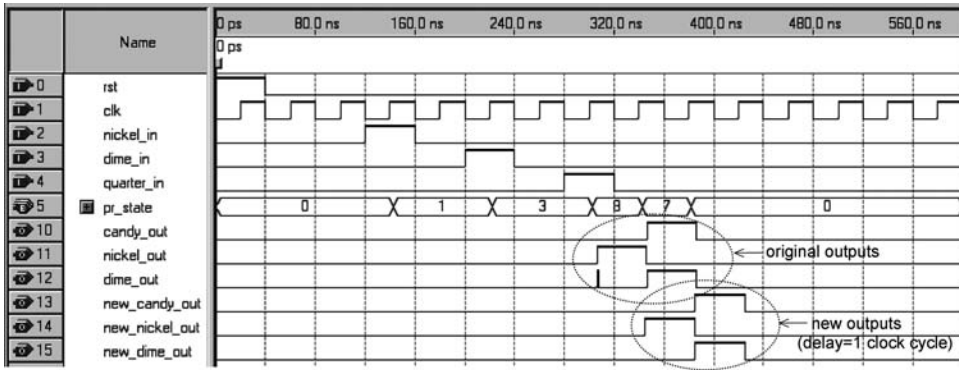 Name
0 ps 80.0 ns 160.0 ns 240.0 ns 320.0 ns 400.0 ns 480.0 ns 560.0 ns
0 ps
0 rst
1 clk
2 nickel_in
3 dime_in
4 quarter_in
5 pr_state 0 1 3 8 7 0
10 candy_out
11 nickel_out original outputs
12 dime_out
13 new_candy_out
14 new_nickel_out new outputs
(delay=1 clock cycle)
15 new_dime_out